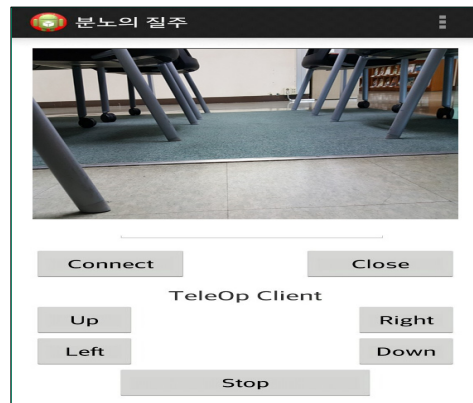 분노의 질주
Connect Close
TeleOp Client
Up Right
Left Down
Stop